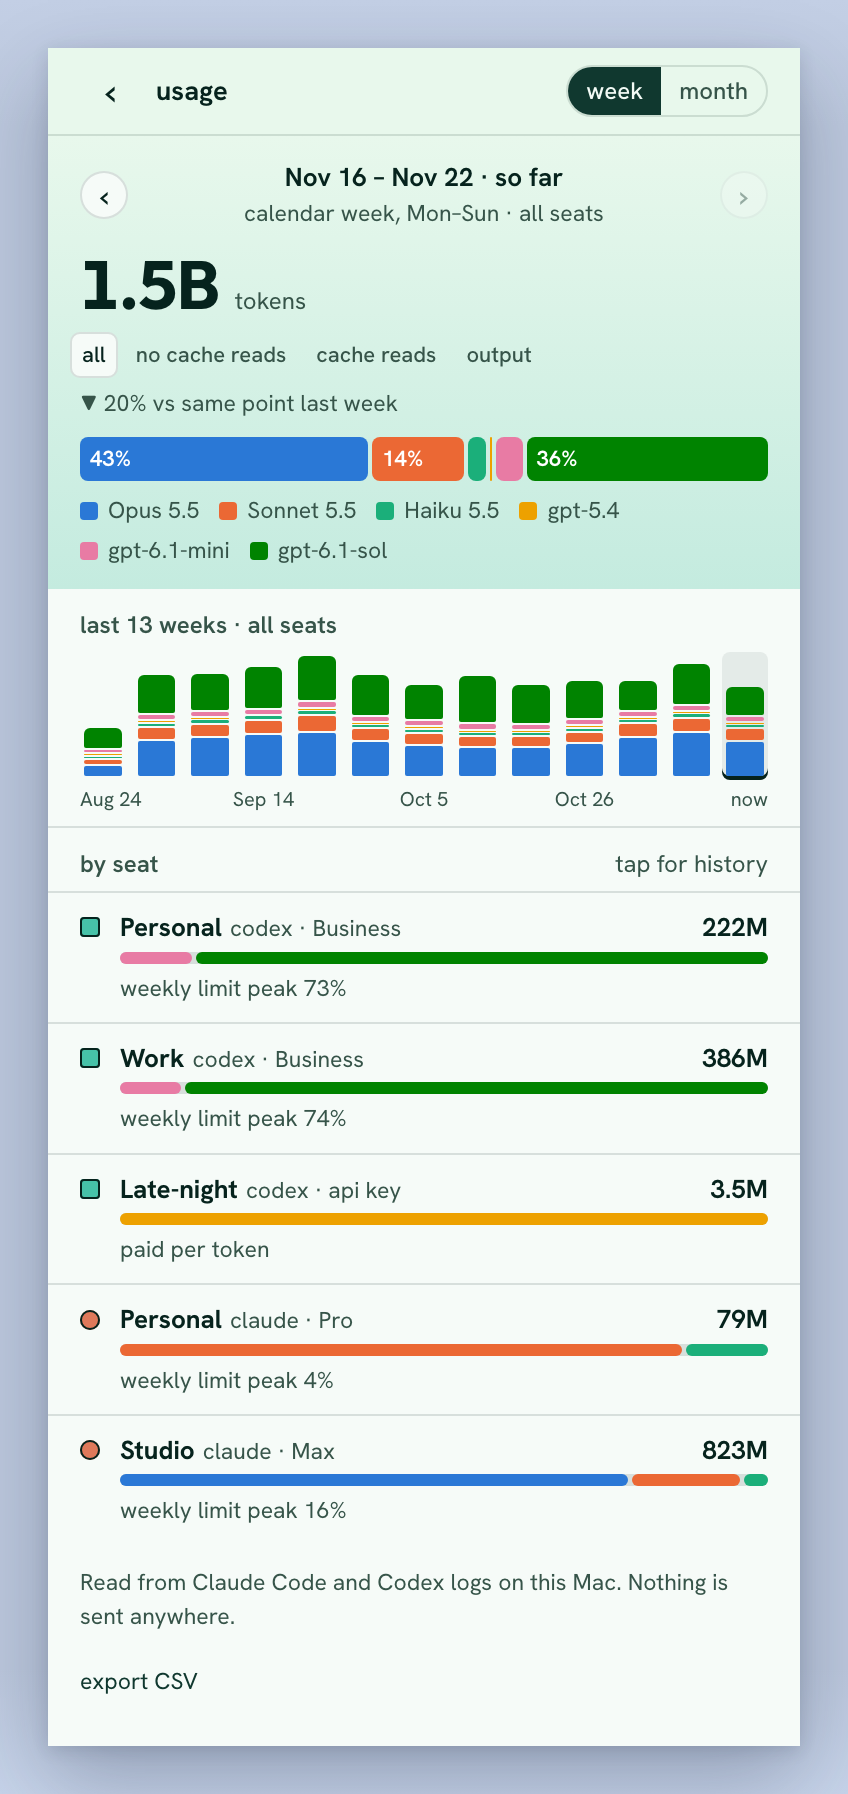 ‹ usage week month
‹ Nov 16 – Nov 22 · so far ›
calendar week, Mon–Sun · all seats
1.5B tokens
all no cache reads cache reads output
▼ 20% vs same point last week
43% 14% 36%
Opus 5.5 Sonnet 5.5 Haiku 5.5 gpt-5.4
gpt-6.1-mini gpt-6.1-sol
last 13 weeks · all seats
Aug 24 Sep 14 Oct 5 Oct 26 now
by seat tap for history
Personal codex · Business 222M
weekly limit peak 73%
Work codex · Business 386M
weekly limit peak 74%
Late-night codex · api key 3.5M
paid per token
Personal claude · Pro 79M
weekly limit peak 4%
Studio claude · Max 823M
weekly limit peak 16%
Read from Claude Code and Codex logs on this Mac. Nothing is
sent anywhere.
export CSV